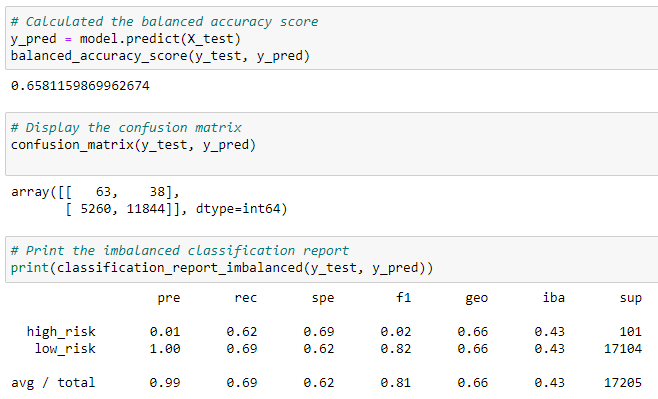 # Calculated the balanced accuracy score
y_pred = model.predict(X_test)
balanced_accuracy_score(y_test, y_pred)
0.6581159869962674
# Display the confusion matrix
confusion_matrix(y_test, y_pred)
array([[   63,    38],
       [ 5260, 11844]], dtype=int64)
# Print the imbalanced classification report
print(classification_report_imbalanced(y_test, y_pred))
                   pre       rec       spe        f1       geo       iba       sup
  high_risk       0.01      0.62      0.69      0.02      0.66      0.43       101
   low_risk       1.00      0.69      0.62      0.82      0.66      0.43     17104
avg / total       0.99      0.69      0.62      0.81      0.66      0.43     17205